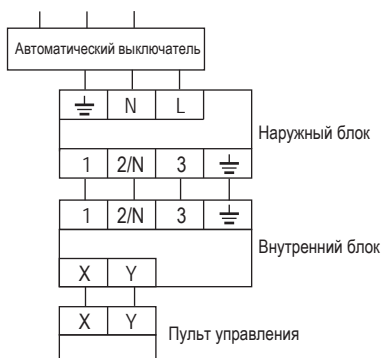 Автоматический выключатель
N L
Наружный блок
1 2/N 3
1 2/N 3
Внутренний блок
X Y
X Y
Пульт управления